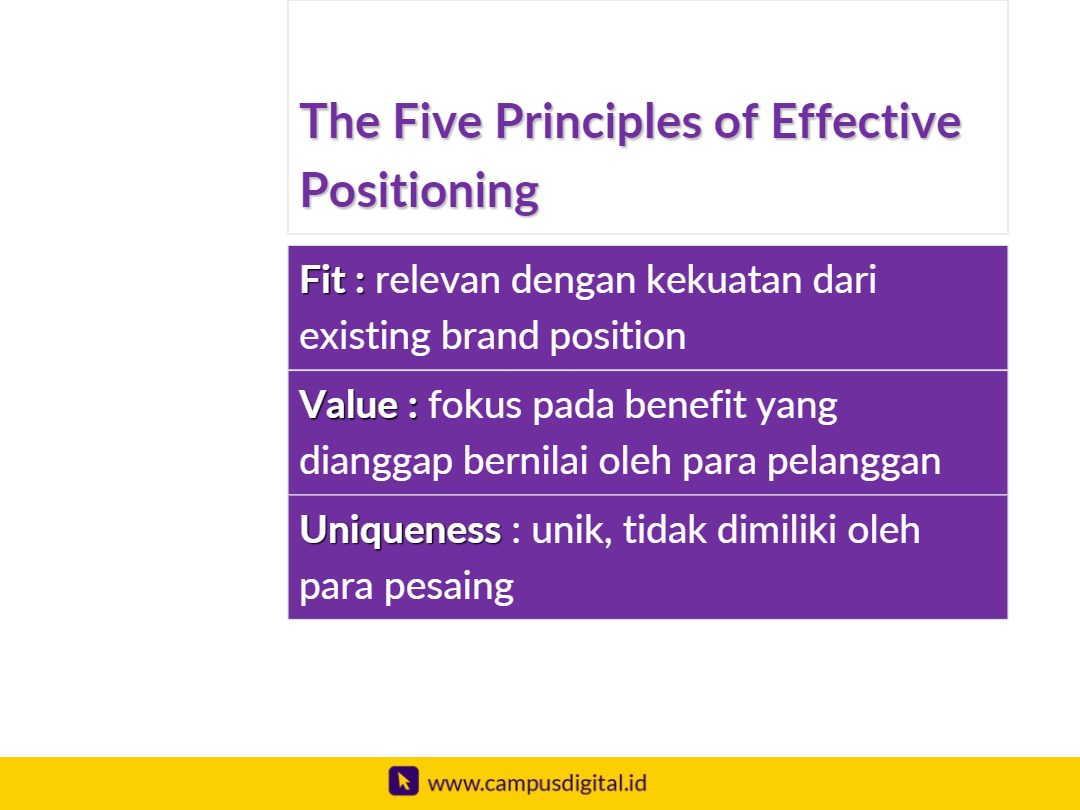 The Five Principles of Effective
Positioning
Fit : relevan dengan kekuatan dari
existing brand position
Value : fokus pada benefit yang
dianggap bernilai oleh para pelanggan
Uniqueness : unik, tidak dimiliki oleh
para pesaing
www.campusdigital.id